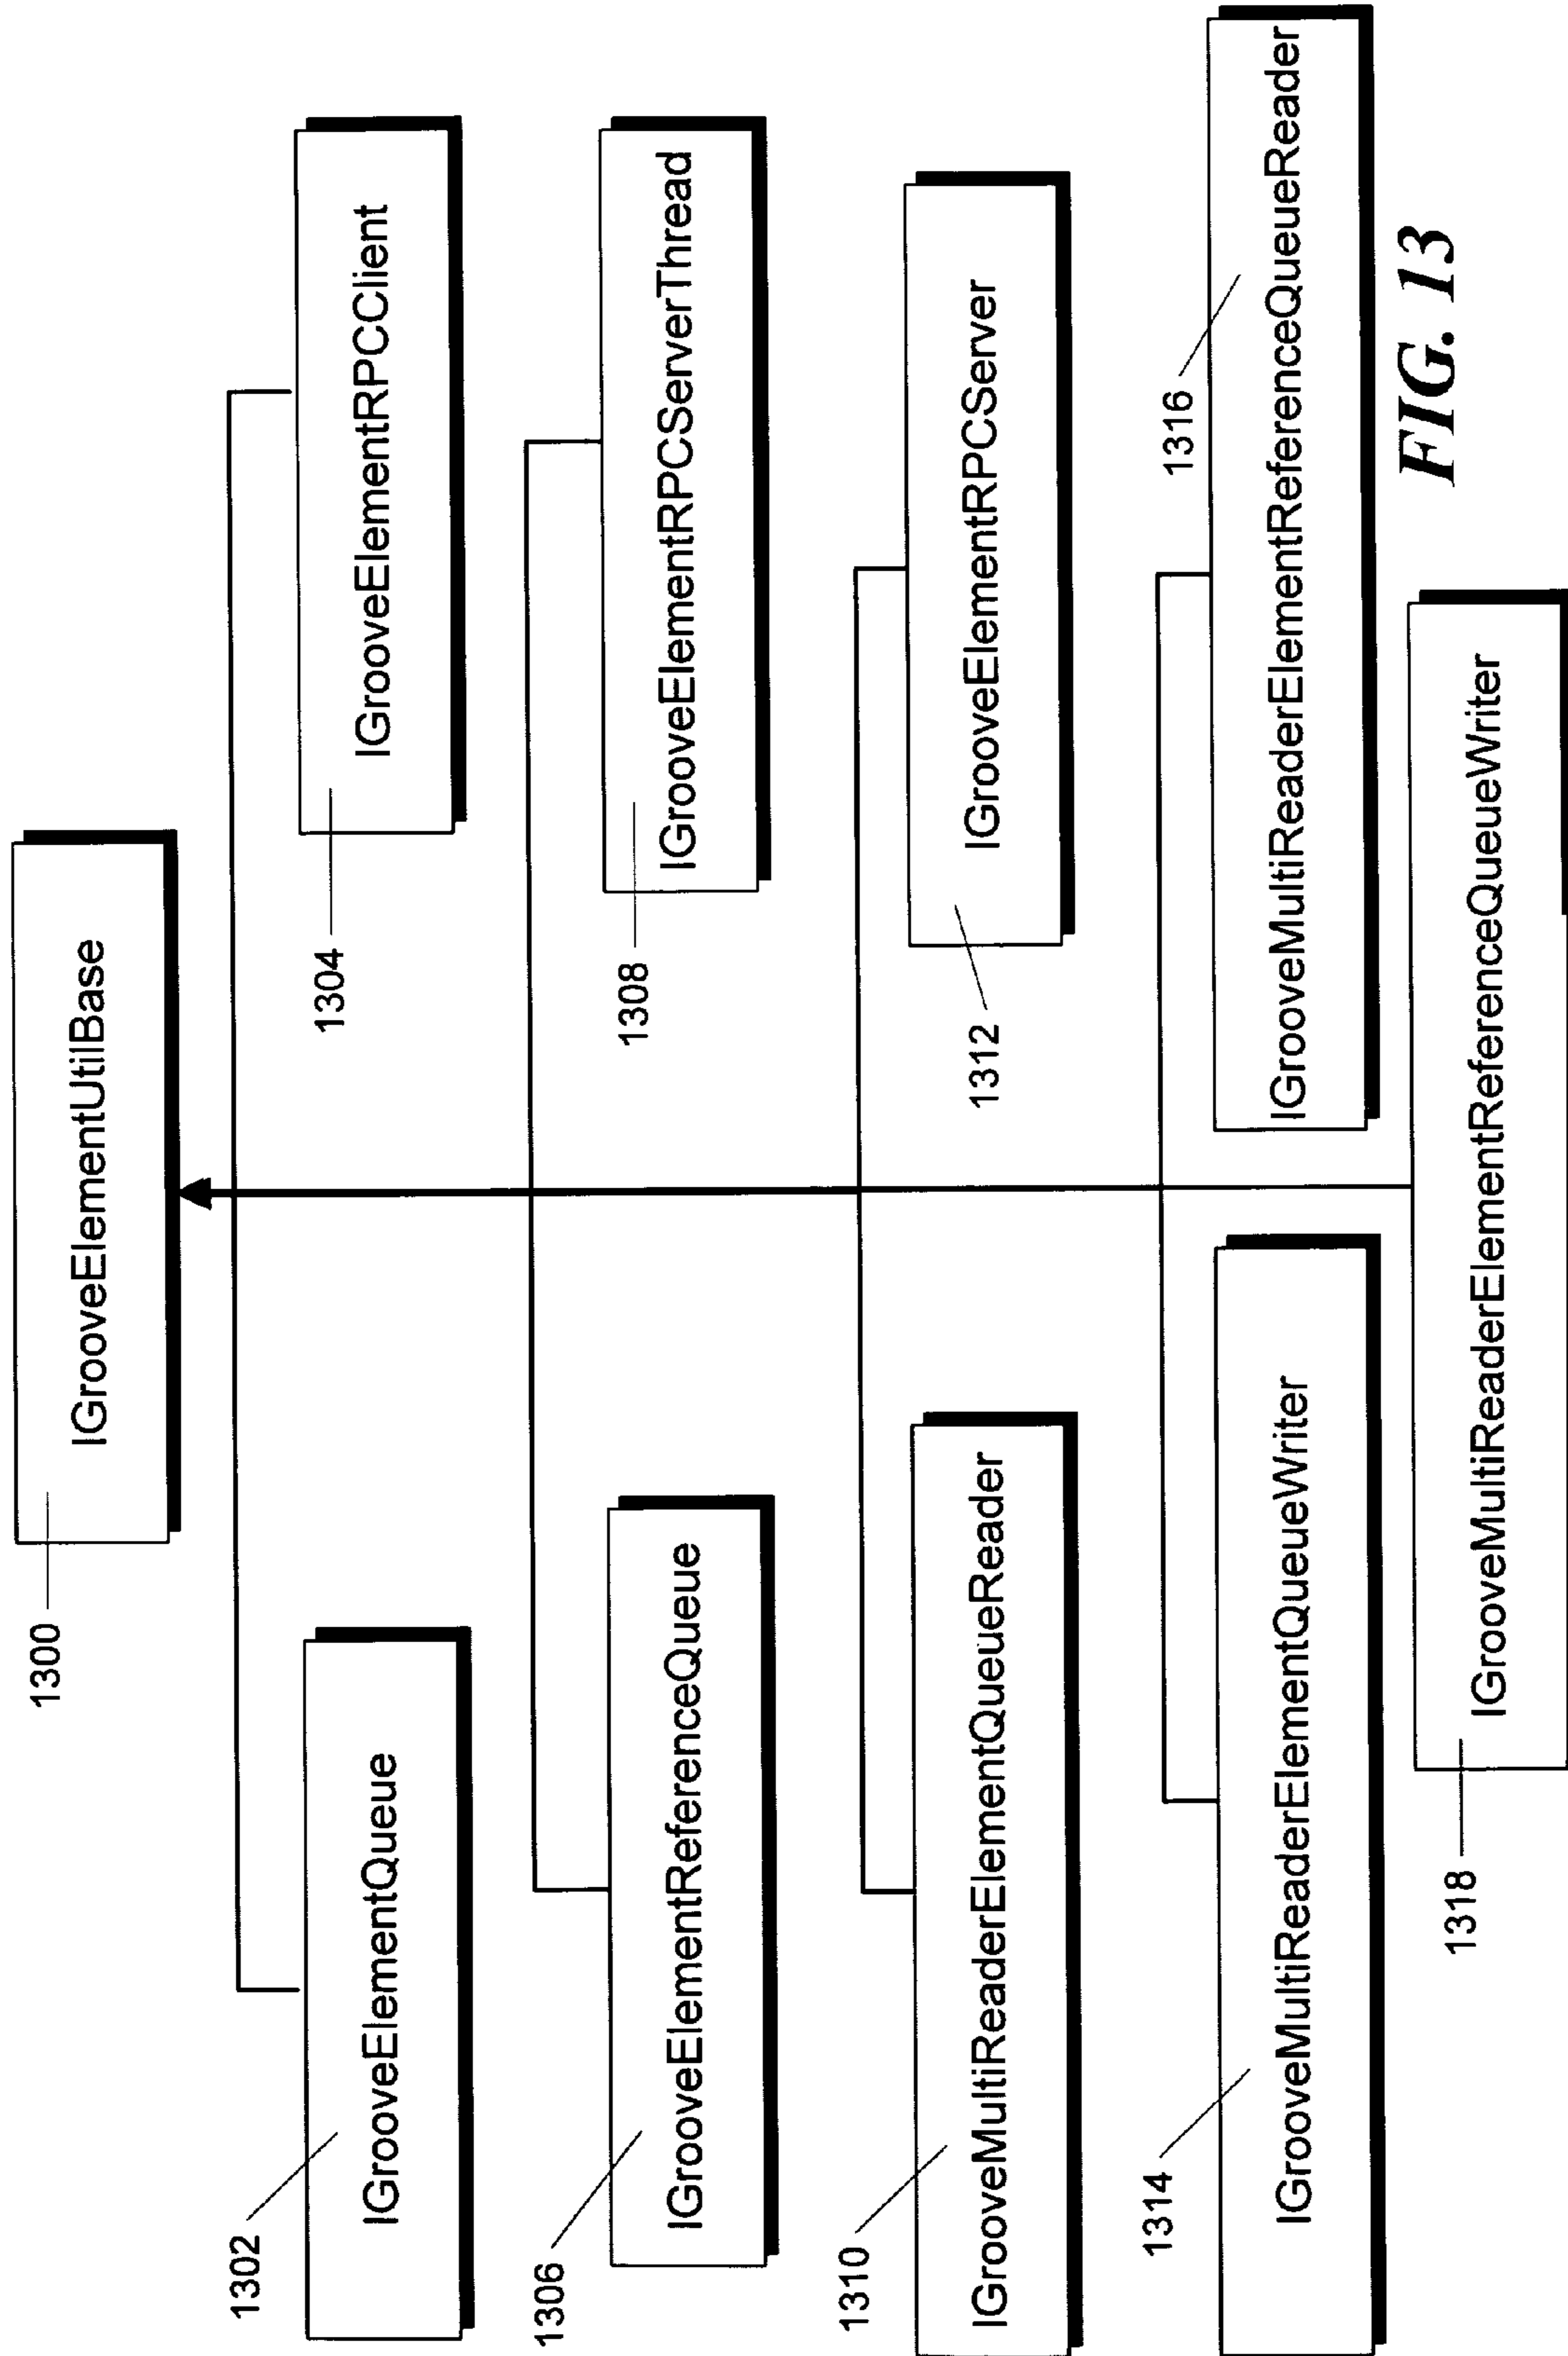 1300
IGrooveElementUtilBase
1302
IGrooveElementQueue
1304
IGrooveElementRPCClient
1306
IGrooveElementReferenceQueue
1308
IGrooveElementRPCServerThread
1310
IGrooveMultiReaderElementQueueReader
1312
IGrooveElementRPCServer
1314
IGrooveMultiReaderElementQueueWriter
1316
IGrooveMultiReaderElementReferenceQueueReader
1318
IGrooveMultiReaderElementReferenceQueueWriter
FIG. 13